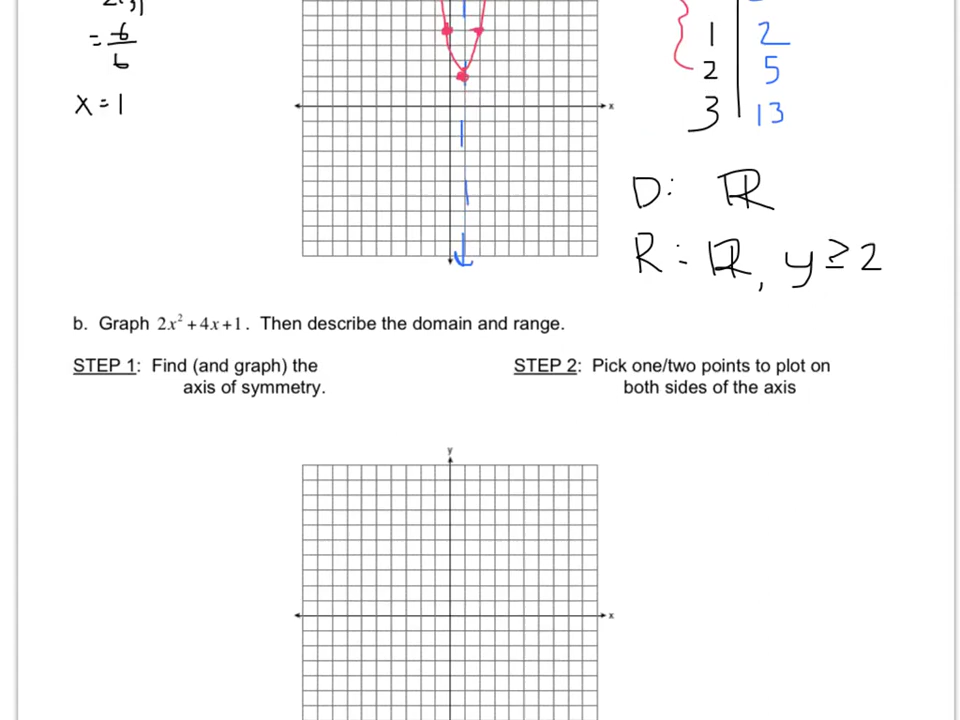 = 6/6
x = 1
1 | 2
2 | 5
3 | 13
x
D: ℝ
R: ℝ, y ≥ 2
b. Graph 2x² + 4x + 1. Then describe the domain and range.
STEP 1: Find (and graph) the
axis of symmetry.
STEP 2: Pick one/two points to plot on
both sides of the axis
y
x